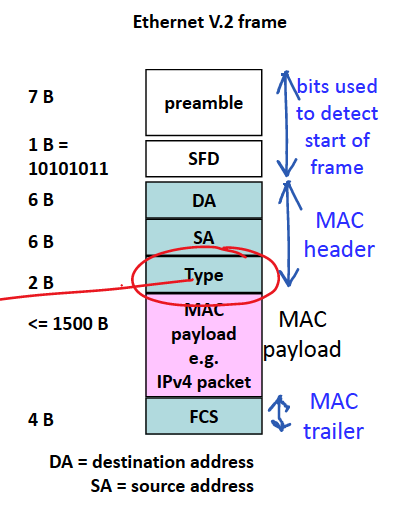 Ethernet V.2 frame
7 B
preamble
bits used
to detect
start of
frame
1 B =
10101011
SFD
6 B
DA
MAC
header
6 B
SA
2 B
Type
<= 1500 B
MAC
payload
e.g.
IPv4 packet
MAC
payload
4 B
FCS
MAC
trailer
DA = destination address
SA = source address